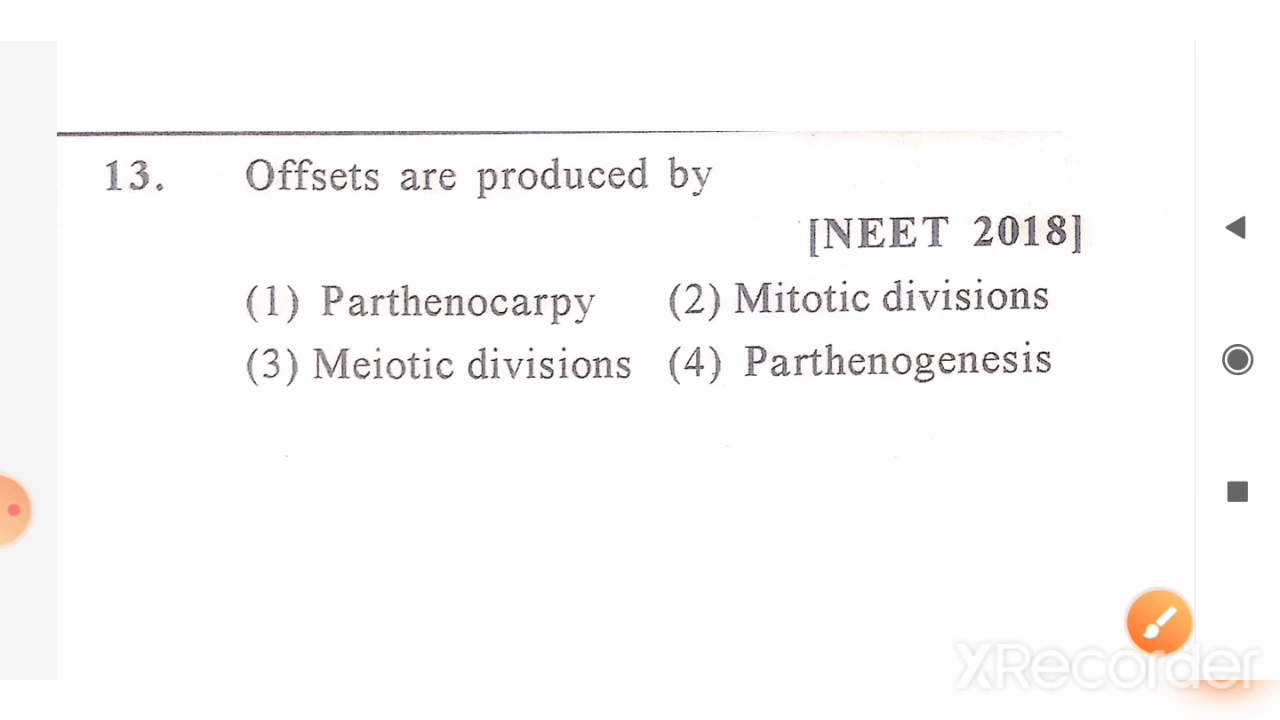 13. Offsets are produced by
[NEET 2018]
(1) Parthenocarpy (2) Mitotic divisions
(3) Meiotic divisions (4) Parthenogenesis
XRecorder